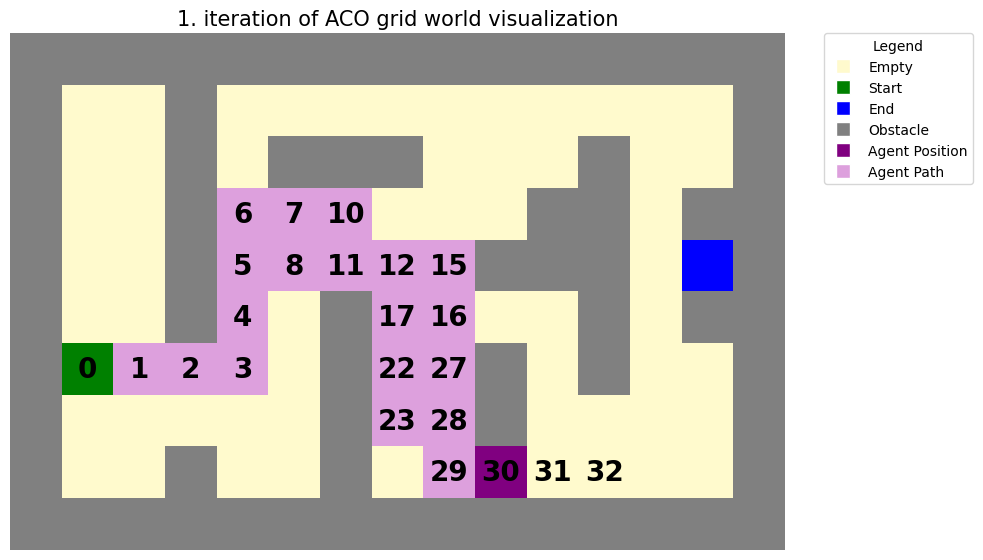 1. iteration of ACO grid world visualization
Legend
Empty
Start
End
Obstacle
Agent Position
Agent Path
6 7 10
5 8 11 12 15
4 17 16
0 1 2 3 22 27
23 28
29 30 31 32